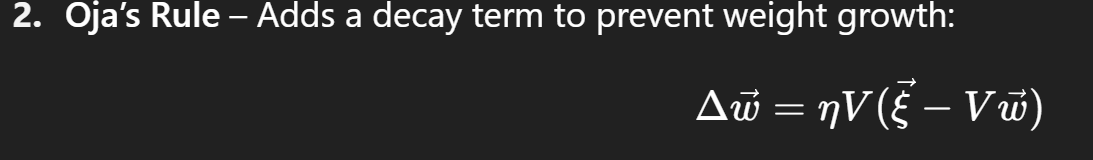 2. Oja’s Rule – Adds a decay term to prevent weight growth:
Δw⃗ = ηV(ξ⃗ − Vw⃗)